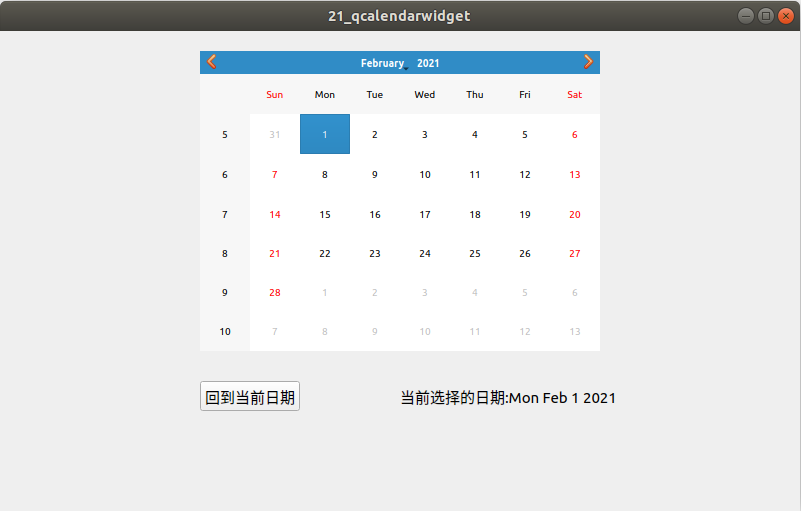 21_qcalendarwidget
February 2021
Sun Mon Tue Wed Thu Fri Sat
5 31 1 2 3 4 5 6
6 7 8 9 10 11 12 13
7 14 15 16 17 18 19 20
8 21 22 23 24 25 26 27
9 28 1 2 3 4 5 6
10 7 8 9 10 11 12 13
回到当前日期 当前选择的日期:Mon Feb 1 2021